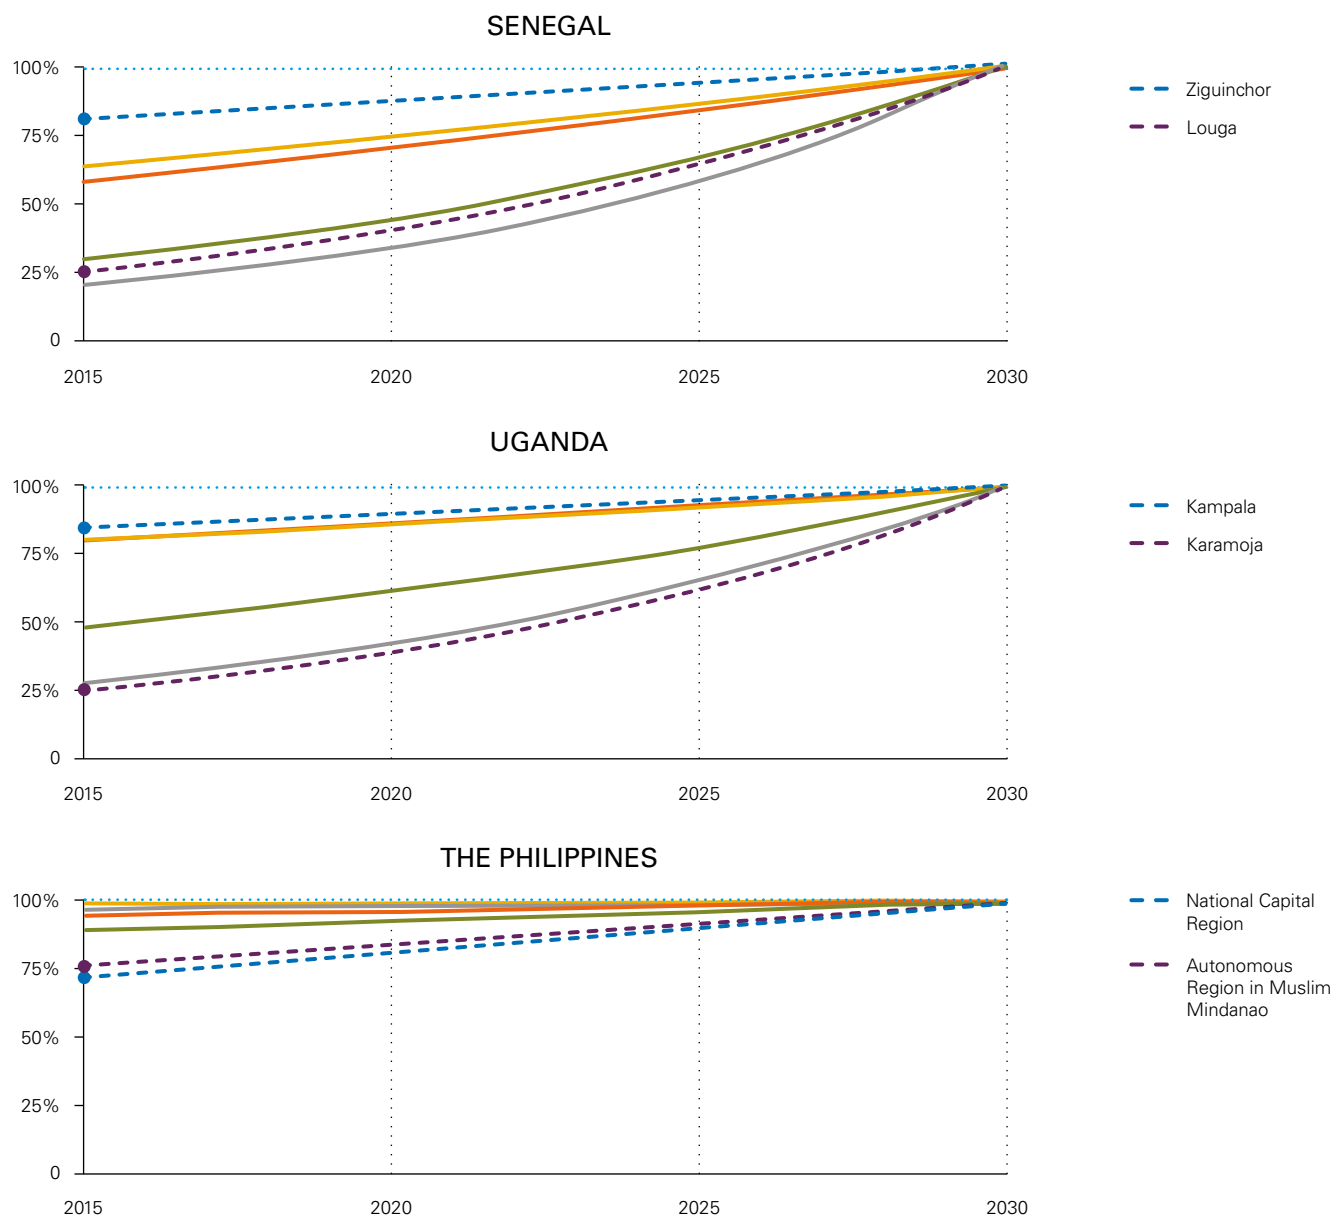 SENEGAL
100%
75%
50%
25%
0
2015
2020
2025
2030
Ziguinchor
Louga
UGANDA
100%
75%
50%
25%
0
2015
2020
2025
2030
Kampala
Karamoja
THE PHILIPPINES
100%
75%
50%
25%
0
2015
2020
2025
2030
National Capital
Region
Autonomous
Region in Muslim
Mindanao